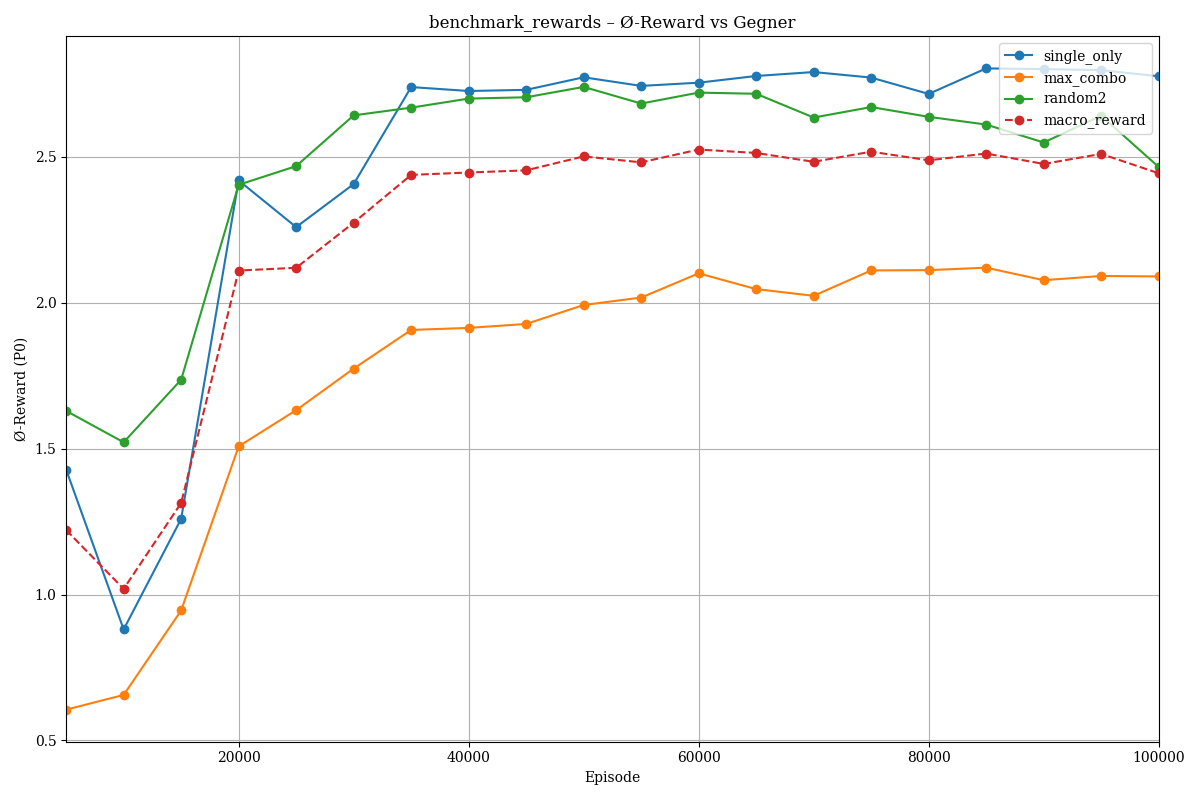 benchmark_rewards – Ø-Reward vs Gegner
single_only
max_combo
random2
macro_reward
Ø-Reward (P0)
2.5
2.0
1.5
1.0
0.5
20000
40000
60000
80000
100000
Episode